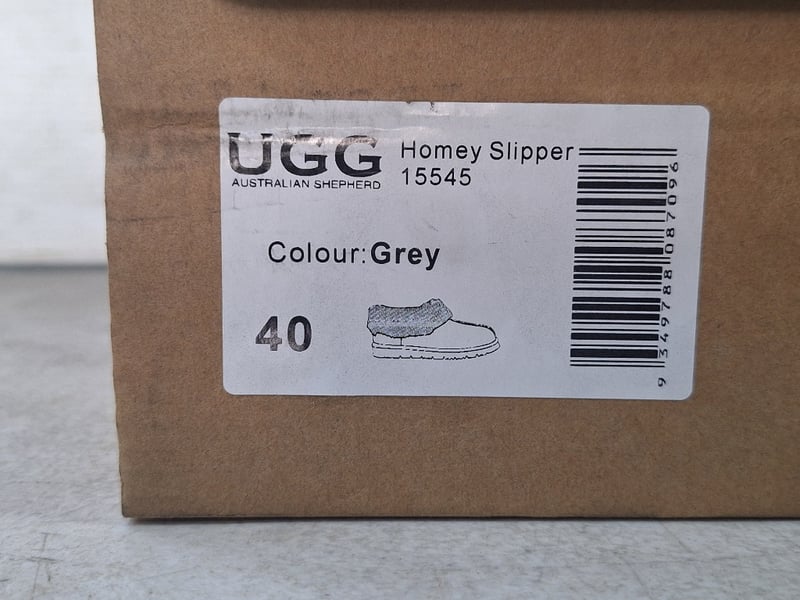 UGG
AUSTRALIAN SHEPHERD
Homey Slipper
15545
Colour:Grey
40
9 349788 087096